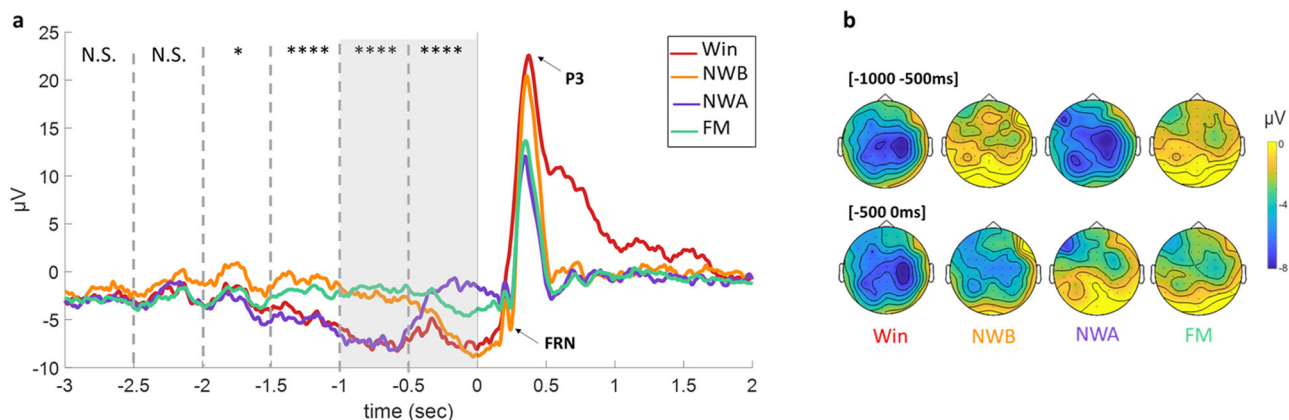 a
25
20
15
10
5
0
-5
-10
µV
N.S. N.S. * **** **** ****
Win
NWB
NWA
FM
P3
FRN
-3 -2.5 -2 -1.5 -1 -0.5 0 0.5 1 1.5 2
time (sec)
b
[-1000 -500ms]
[-500 0ms]
Win NWB NWA FM
µV
0
-4
-8